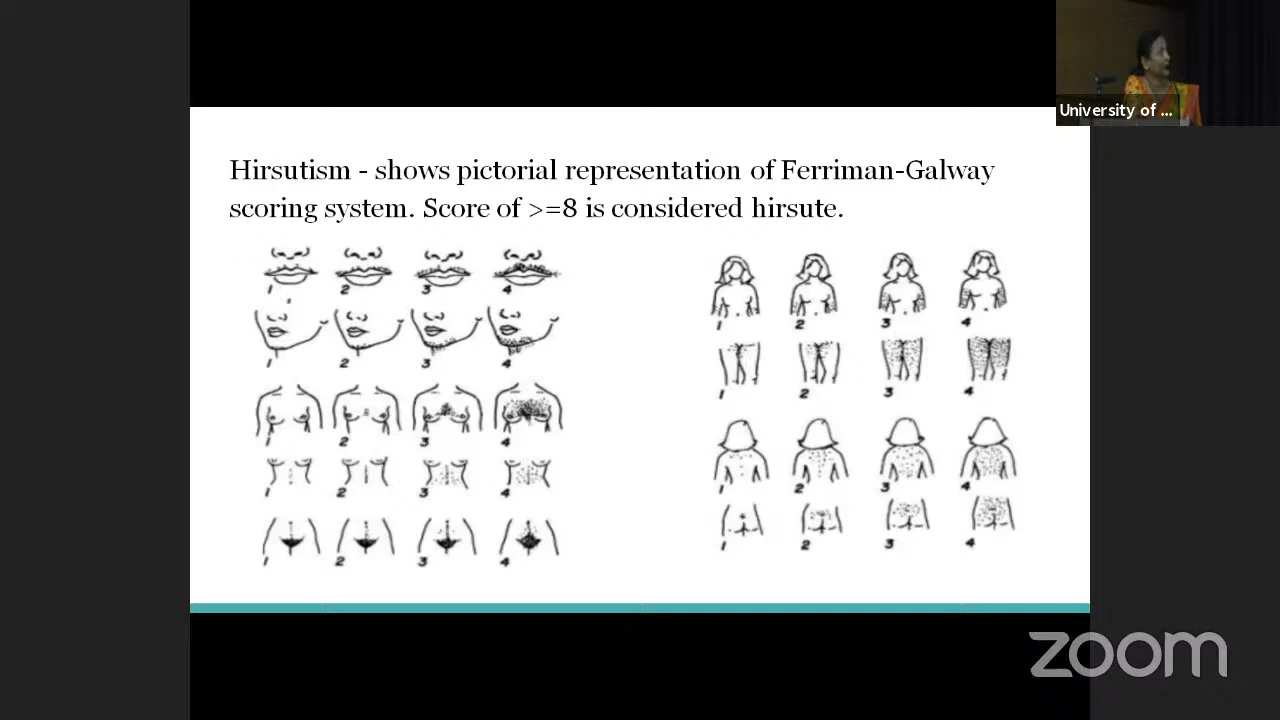 University of ...
Hirsutism - shows pictorial representation of Ferriman-Galway
scoring system. Score of >=8 is considered hirsute.
1 2 3 4
1 2 3 4
1 2 3 4
1 2 3 4
1 2 3 4
1 2 3 4
1 2 3 4
1 2 3 4
1 2 3 4
zoom